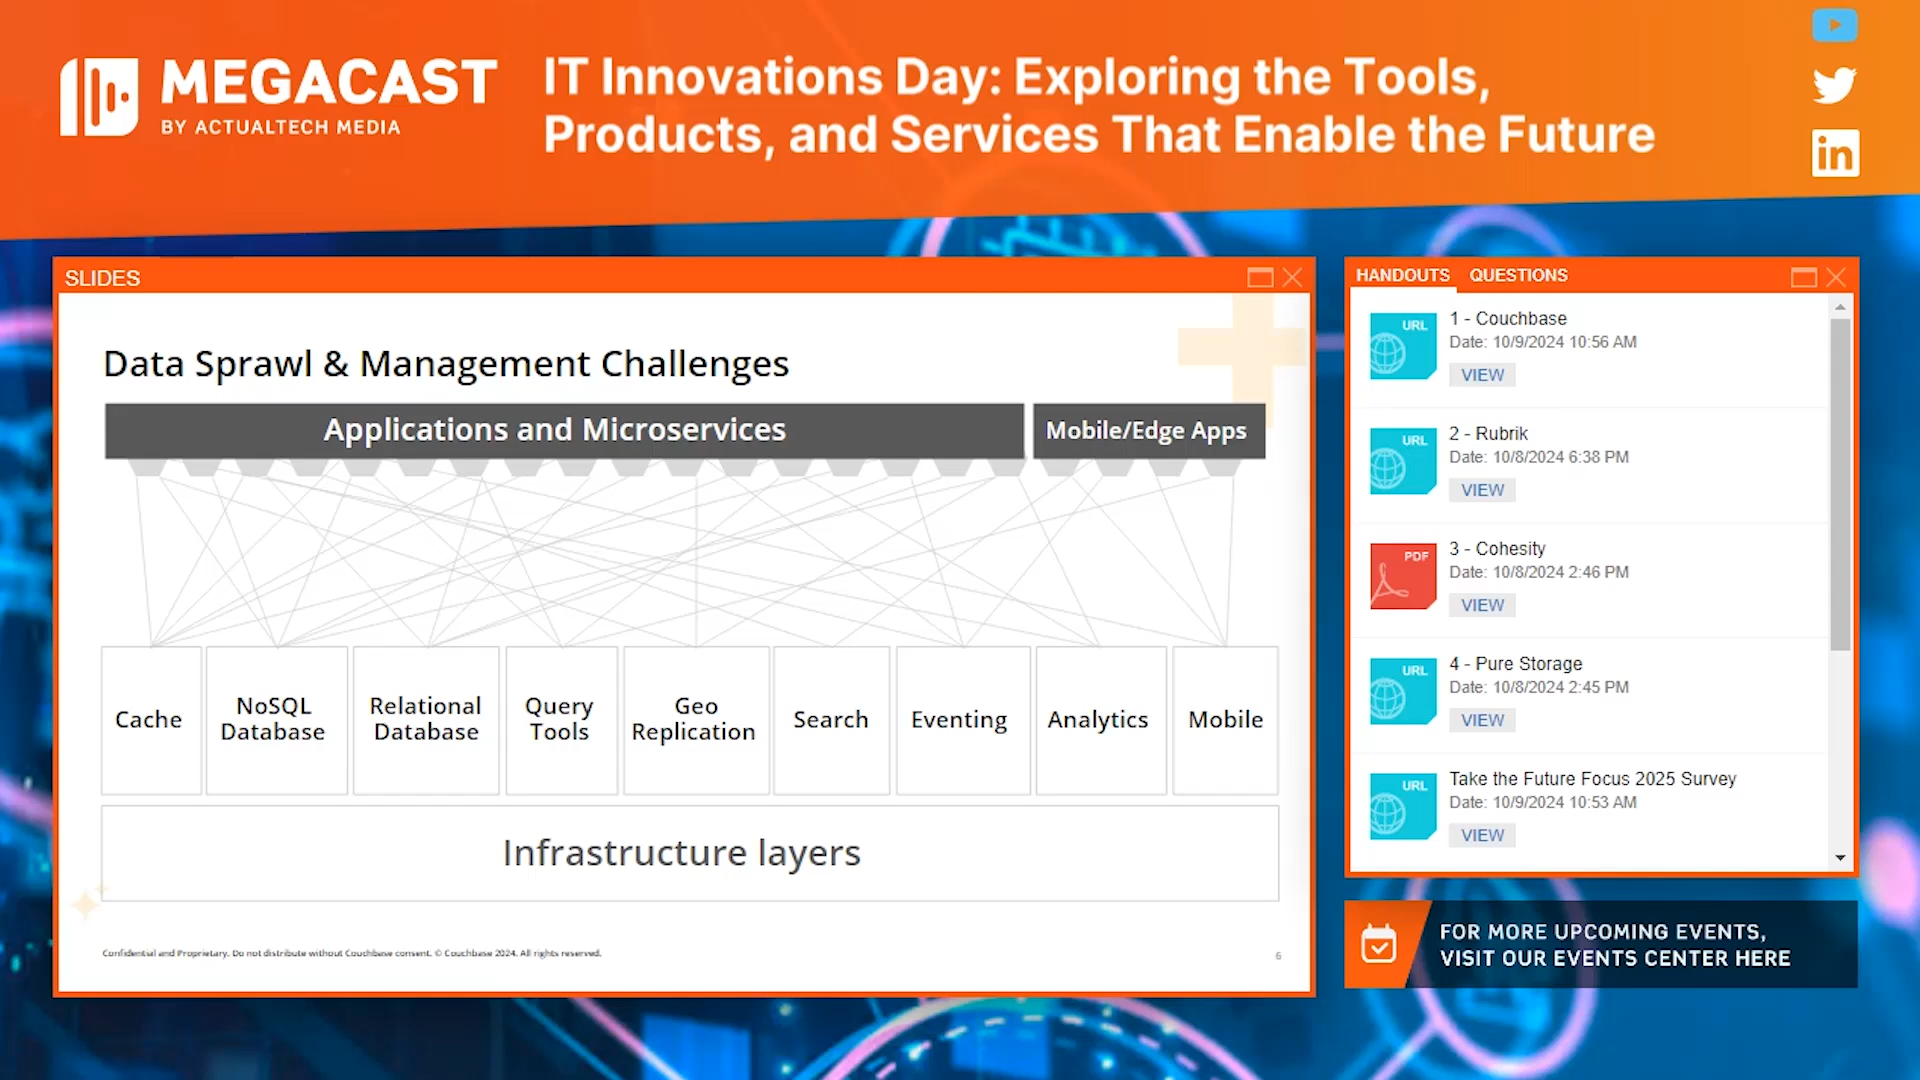 MEGACAST
BY ACTUALTECH MEDIA
IT Innovations Day: Exploring the Tools,
Products, and Services That Enable the Future
in
SLIDES
Data Sprawl & Management Challenges
Applications and Microservices
Mobile/Edge Apps
Cache
NoSQL
Database
Relational
Database
Query
Tools
Geo
Replication
Search
Eventing
Analytics
Mobile
Infrastructure layers
Confidential and Proprietary. Do not distribute without Couchbase consent. © Couchbase 2024. All rights reserved.
6
HANDOUTS QUESTIONS
URL
1 - Couchbase
Date: 10/9/2024 10:56 AM
VIEW
URL
2 - Rubrik
Date: 10/8/2024 6:38 PM
VIEW
PDF
3 - Cohesity
Date: 10/8/2024 2:46 PM
VIEW
URL
4 - Pure Storage
Date: 10/8/2024 2:45 PM
VIEW
URL
Take the Future Focus 2025 Survey
Date: 10/9/2024 10:53 AM
VIEW
FOR MORE UPCOMING EVENTS,
VISIT OUR EVENTS CENTER HERE